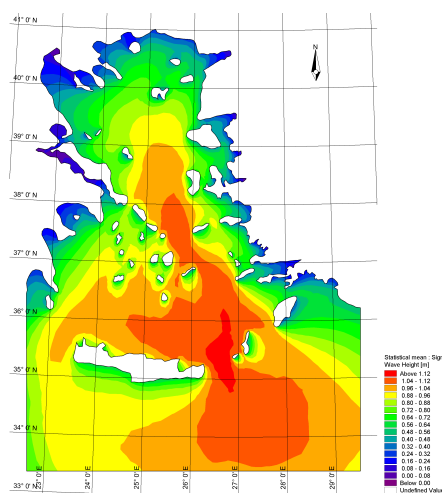 41° 0' N
N
40° 0' N
39° 0' N
38° 0' N
37° 0' N
36° 0' N
35° 0' N
34° 0' N
33° 0' N
23° 0' E
24° 0' E
25° 0' E
26° 0' E
27° 0' E
28° 0' E
Statistical mean : Sign
Wave Height [m]
Above 1.12
1.04 - 1.12
0.96 - 1.04
0.88 - 0.96
0.80 - 0.88
0.72 - 0.80
0.64 - 0.72
0.56 - 0.64
0.48 - 0.56
0.40 - 0.48
0.32 - 0.40
0.24 - 0.32
0.16 - 0.24
0.08 - 0.16
0.00 - 0.08
Below 0.00
Undefined Value